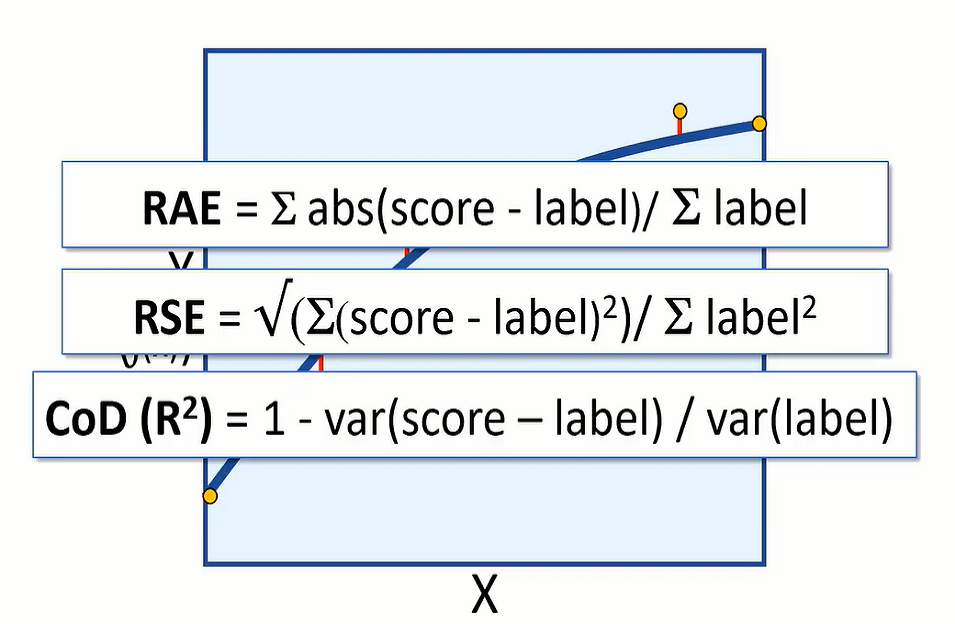 RAE = Σ abs(score - label)/ Σ label
Y
RSE = √(Σ(score - label)²)/ Σ label²
CoD (R²) = 1 - var(score – label) / var(label)
X